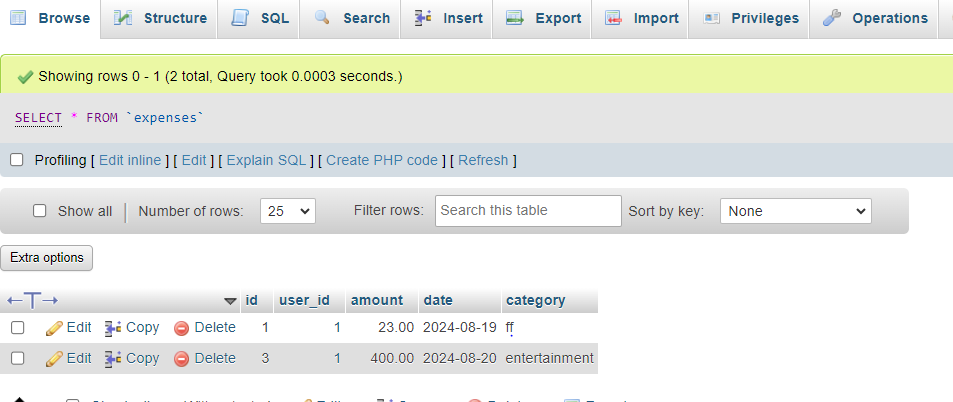 Browse Structure SQL Search Insert Export Import Privileges Operations
Showing rows 0 - 1 (2 total, Query took 0.0003 seconds.)
SELECT * FROM `expenses`
Profiling [ Edit inline ] [ Edit ] [ Explain SQL ] [ Create PHP code ] [ Refresh ]
Show all | Number of rows: 25 Filter rows: Search this table Sort by key: None
Extra options
←T→ id user_id amount date category
Edit Copy Delete 1 1 23.00 2024-08-19 ff
Edit Copy Delete 3 1 400.00 2024-08-20 entertainment